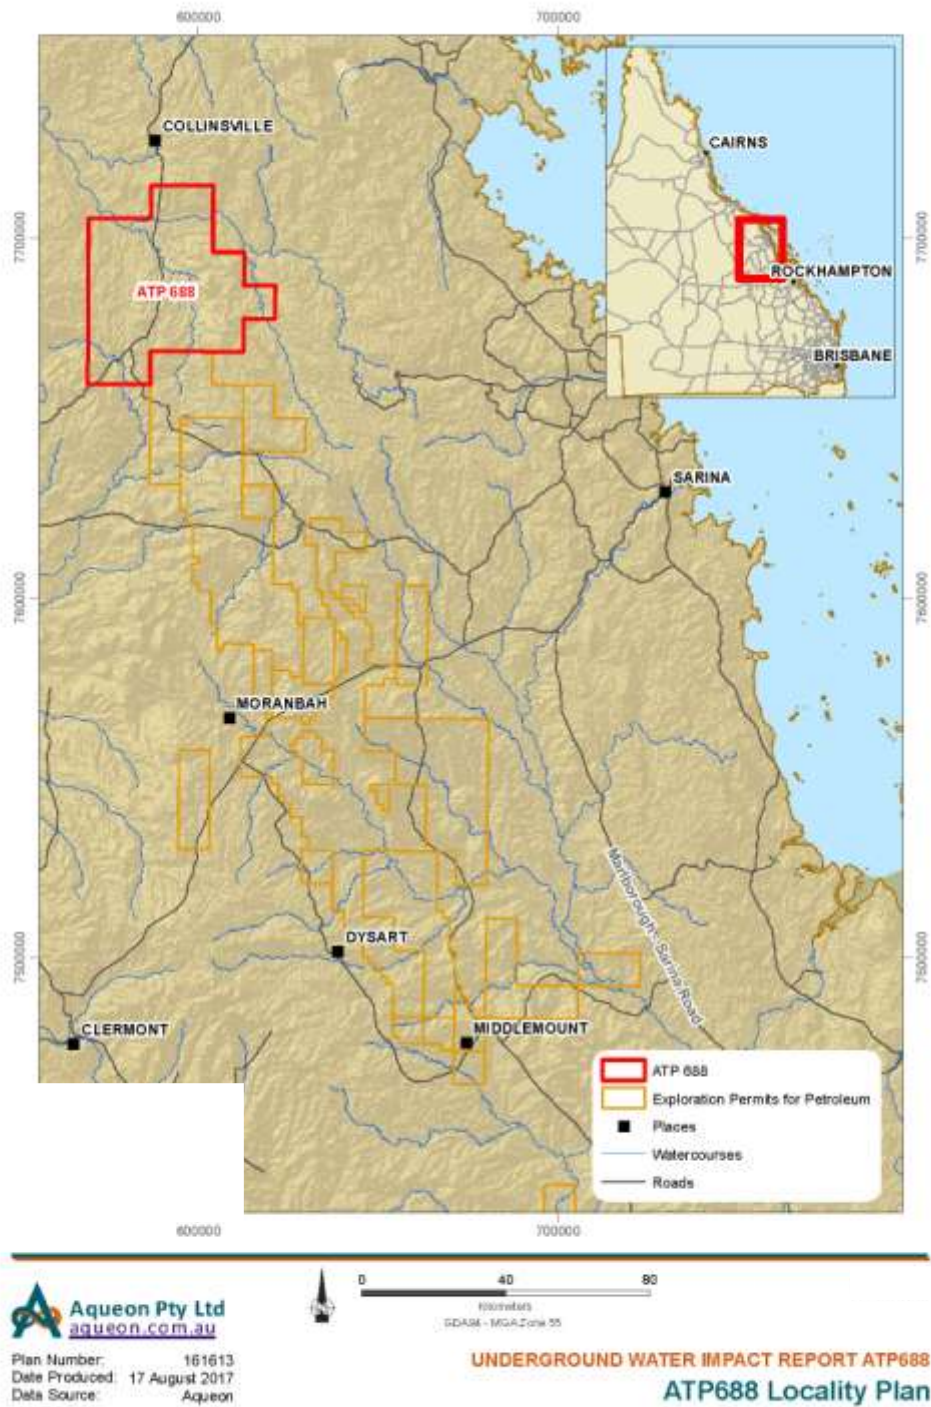 600000
700000
COLLINSVILLE
CAIRNS
7700000
7700000
ROCKHAMPTON
ATP 688
BRISBANE
SARINA
7600000
7600000
MORANBAH
Marlborough - Sarina Road
DYSART
7500000
7500000
CLERMONT
MIDDLEMOUNT
ATP 688
Exploration Permits for Petroleum
Places
Watercourses
Roads
600000
700000
0 40 80
Kilometers
GDA94 - MGA Zone 55
Aqueon Pty Ltd
aqueon.com.au
Plan Number: 161613
Date Produced: 17 August 2017
Data Source: Aqueon
UNDERGROUND WATER IMPACT REPORT ATP688
ATP688 Locality Plan